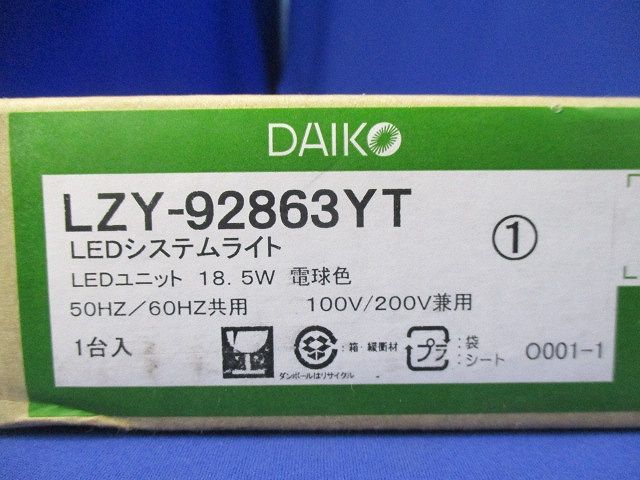 DAIKO
LZY-92863YT
①
LEDシステムライト
LEDユニット 18.5W 電球色
50HZ／60HZ共用 100V/200V兼用
1台入
：箱・緩衝材
ダンボールはリサイクル
プラ
：袋
：シート
O001-1